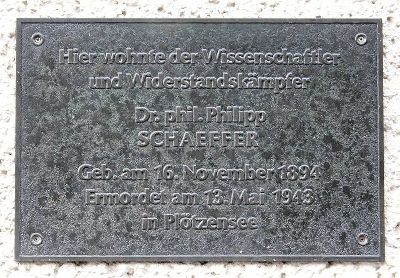 Hier wohnte der Wissenschaftler
und Widerstandskämpfer
Dr. phil. Philipp
SCHAEFFER
Geb. am 16. November 1894
Ermordet am 13. Mai 1943
in Plötzensee